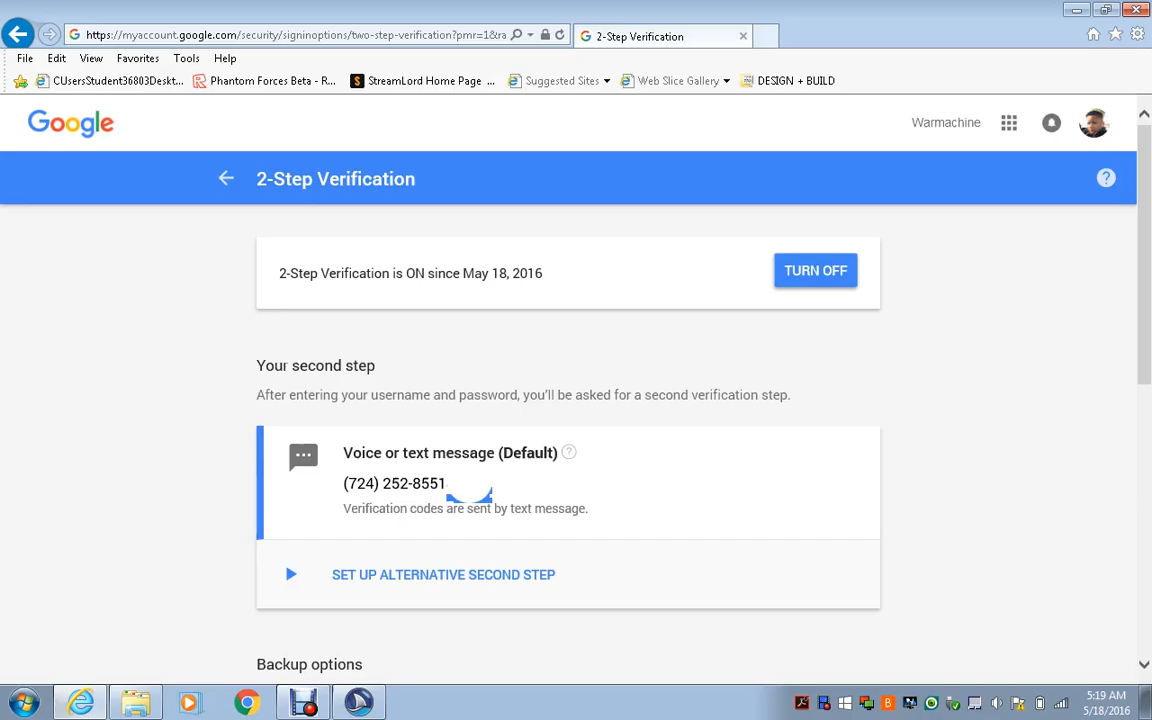 https://myaccount.google.com/security/signinoptions/two-step-verification?pmr=1&ra
2-Step Verification
File Edit View Favorites Tools Help
CUsersStudent36803Deskt... Phantom Forces Beta - R... StreamLord Home Page ... Suggested Sites Web Slice Gallery DESIGN + BUILD
Google
Warmachine
2-Step Verification
2-Step Verification is ON since May 18, 2016
TURN OFF
Your second step
After entering your username and password, you'll be asked for a second verification step.
Voice or text message (Default)
(724) 252-8551
Verification codes are sent by text message.
SET UP ALTERNATIVE SECOND STEP
Backup options
5:19 AM
5/18/2016